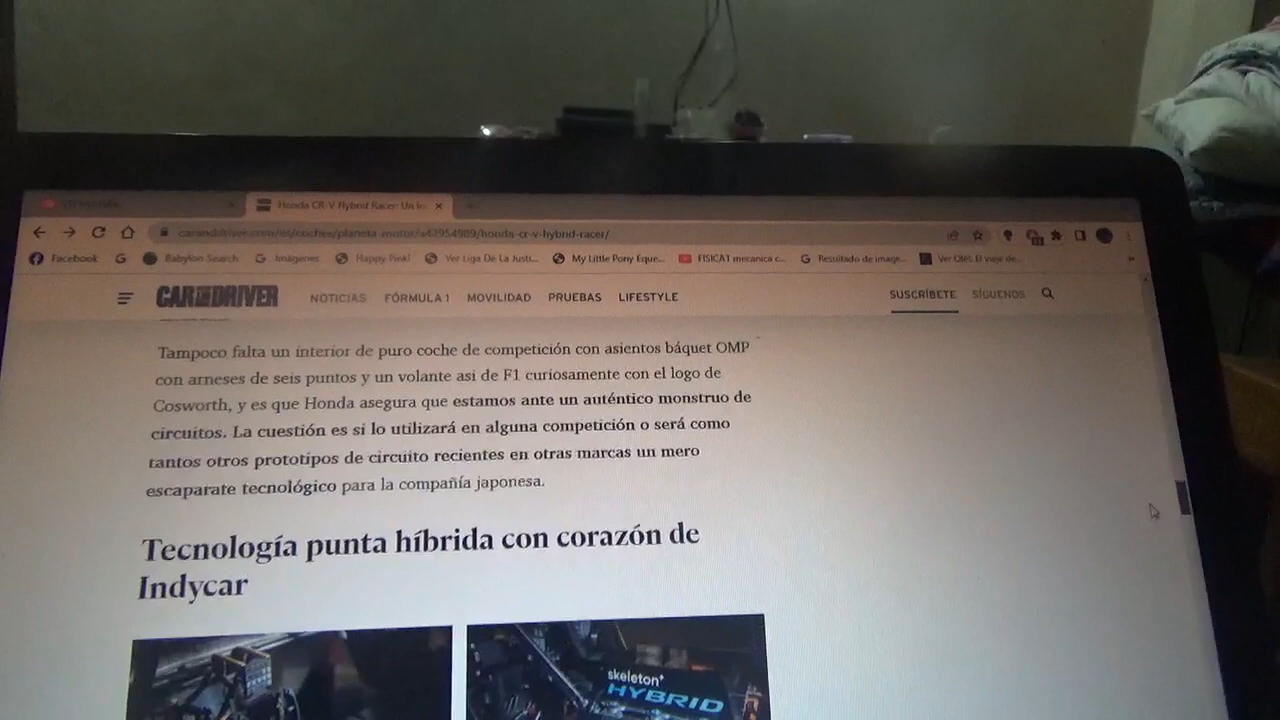 Honda CR-V Hybrid Racer: Un In
caranddriver.com/es/coches/planeta-motor/a43954989/honda-cr-v-hybrid-racer/
Facebook Babylon Search Imágenes Happy Pink! Ver Liga De La Justi... My Little Pony Eque... FISICA1 mecanica c... Resultado de image... Ver Olé!. El viaje de...
CAR AND DRIVER NOTICIAS FÓRMULA 1 MOVILIDAD PRUEBAS LIFESTYLE SUSCRÍBETE SÍGUENOS
Tampoco falta un interior de puro coche de competición con asientos báquet OMP
con arneses de seis puntos y un volante asi de F1 curiosamente con el logo de
Cosworth, y es que Honda asegura que estamos ante un auténtico monstruo de
circuitos. La cuestión es si lo utilizará en alguna competición o será como
tantos otros prototipos de circuito recientes en otras marcas un mero
escaparate tecnológico para la compañía japonesa.
Tecnología punta híbrida con corazón de
Indycar
skeleton+
HYBRID